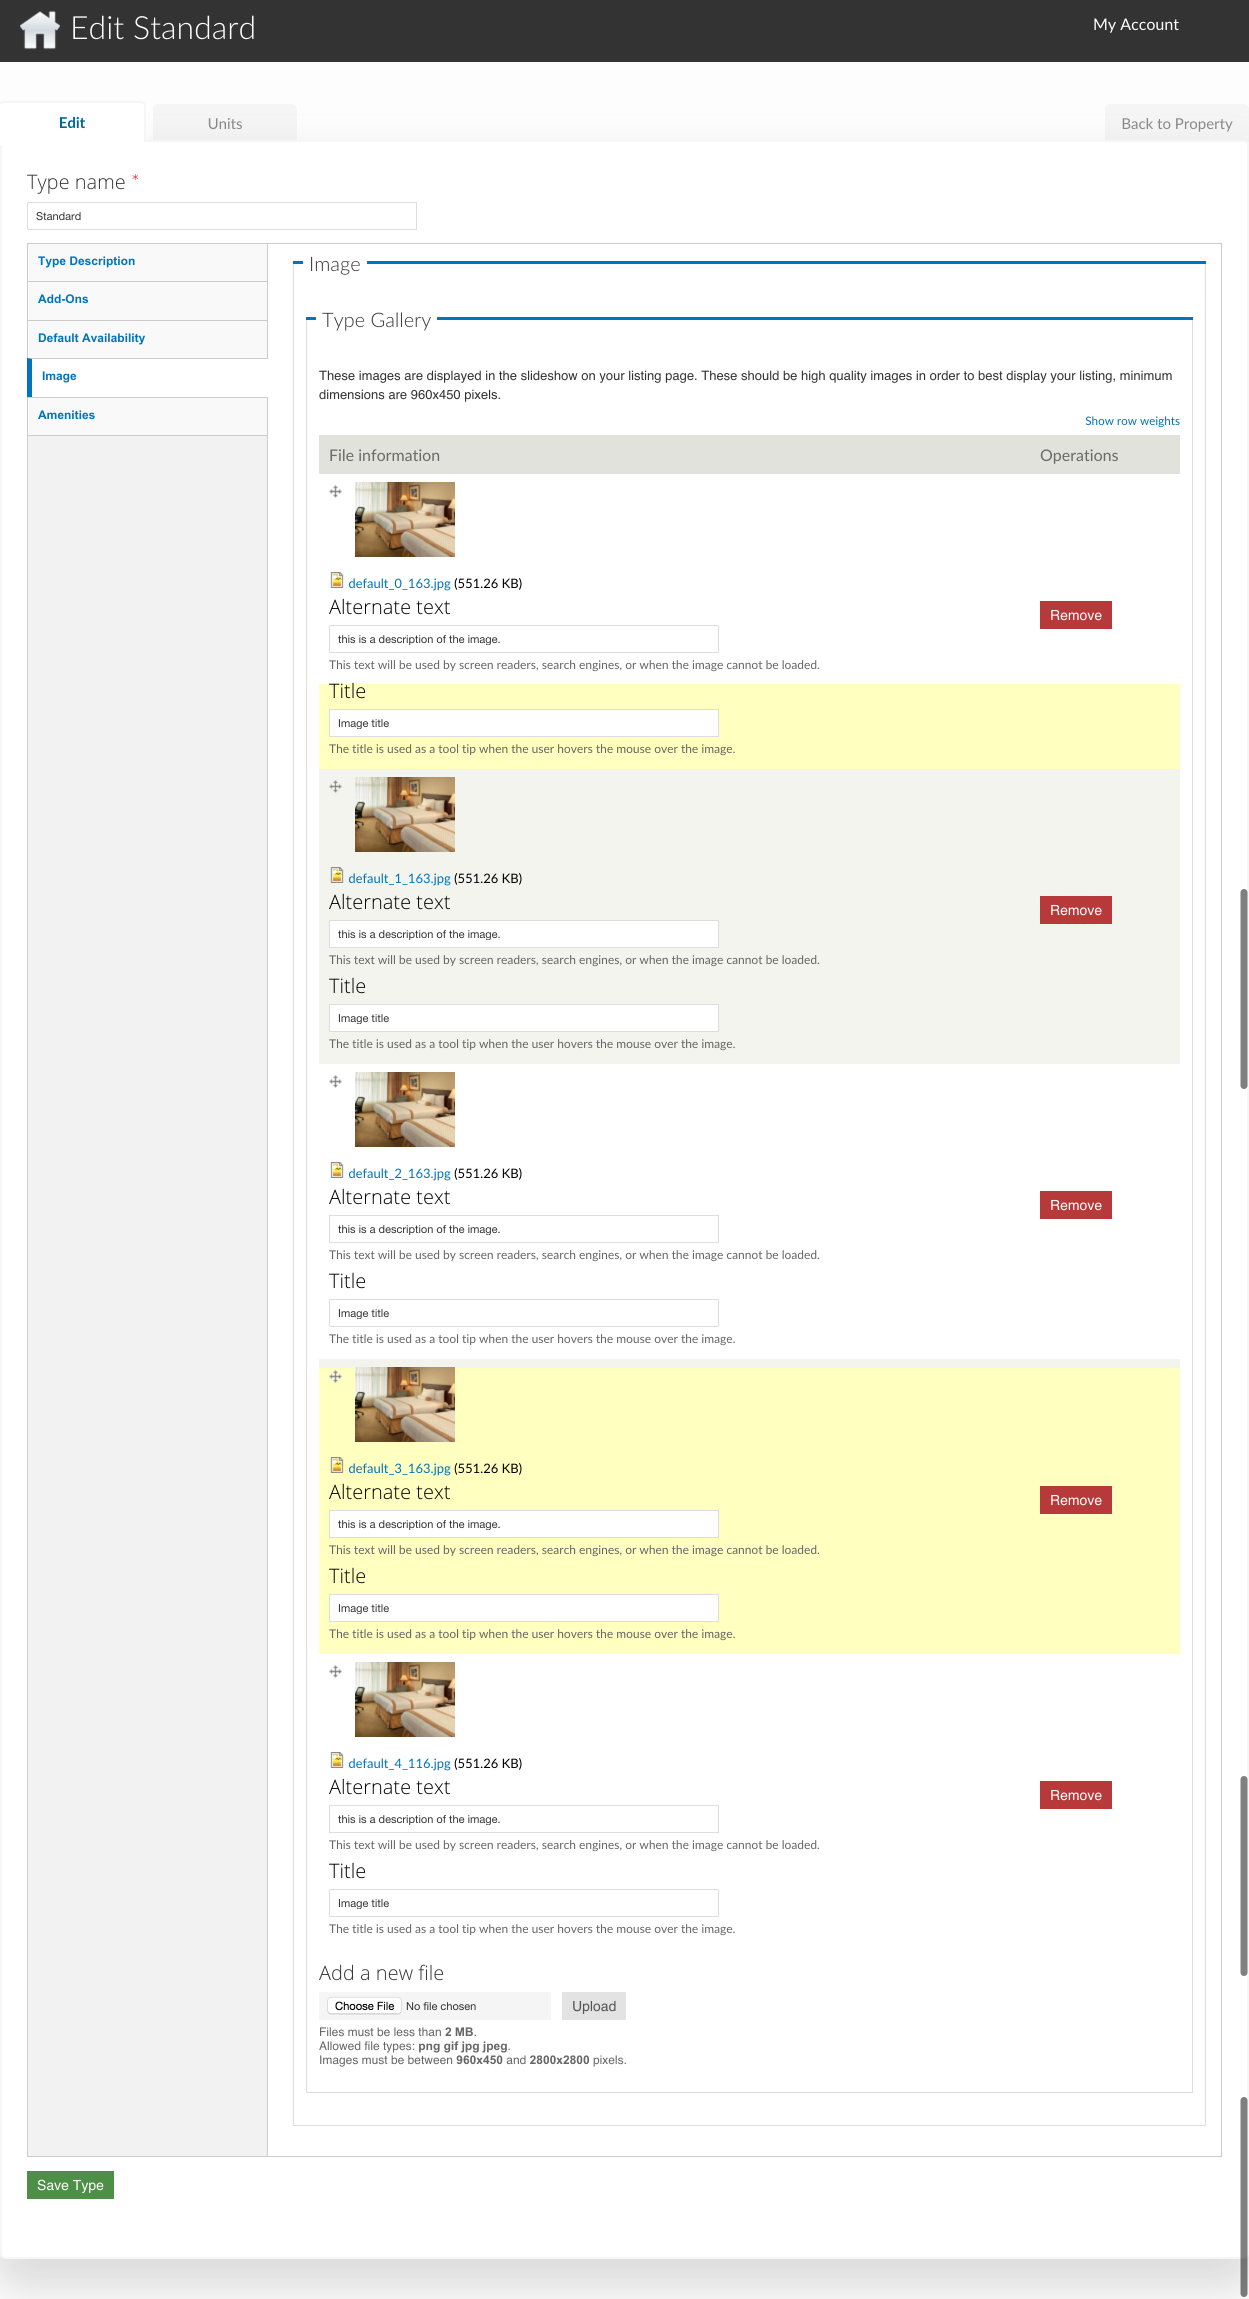 Edit Standard
My Account
Edit
Units
Back to Property
Type name *
Standard
Type Description
Add-Ons
Default Availability
Image
Amenities
Image
Type Gallery
These images are displayed in the slideshow on your listing page. These should be high quality images in order to best display your listing, minimum
dimensions are 960x450 pixels.
Show row weights
File information
Operations
default_0_163.jpg (551.26 KB)
Alternate text
Remove
this is a description of the image.
This text will be used by screen readers, search engines, or when the image cannot be loaded.
Title
Image title
The title is used as a tool tip when the user hovers the mouse over the image.
default_1_163.jpg (551.26 KB)
Alternate text
Remove
this is a description of the image.
This text will be used by screen readers, search engines, or when the image cannot be loaded.
Title
Image title
The title is used as a tool tip when the user hovers the mouse over the image.
default_2_163.jpg (551.26 KB)
Alternate text
Remove
this is a description of the image.
This text will be used by screen readers, search engines, or when the image cannot be loaded.
Title
Image title
The title is used as a tool tip when the user hovers the mouse over the image.
default_3_163.jpg (551.26 KB)
Alternate text
Remove
this is a description of the image.
This text will be used by screen readers, search engines, or when the image cannot be loaded.
Title
Image title
The title is used as a tool tip when the user hovers the mouse over the image.
default_4_116.jpg (551.26 KB)
Alternate text
Remove
this is a description of the image.
This text will be used by screen readers, search engines, or when the image cannot be loaded.
Title
Image title
The title is used as a tool tip when the user hovers the mouse over the image.
Add a new file
Choose File No file chosen
Upload
Files must be less than 2 MB.
Allowed file types: png gif jpg jpeg.
Images must be between 960x450 and 2800x2800 pixels.
Save Type